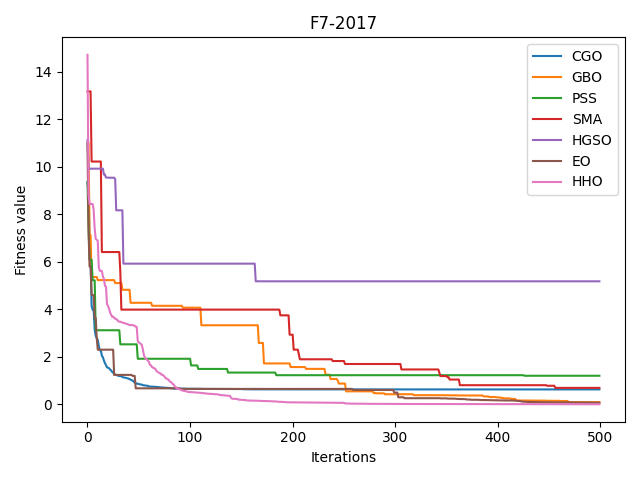 F7-2017
Fitness value
14
12
10
8
6
4
2
0
0 100 200 300 400 500
Iterations
CGO
GBO
PSS
SMA
HGSO
EO
HHO